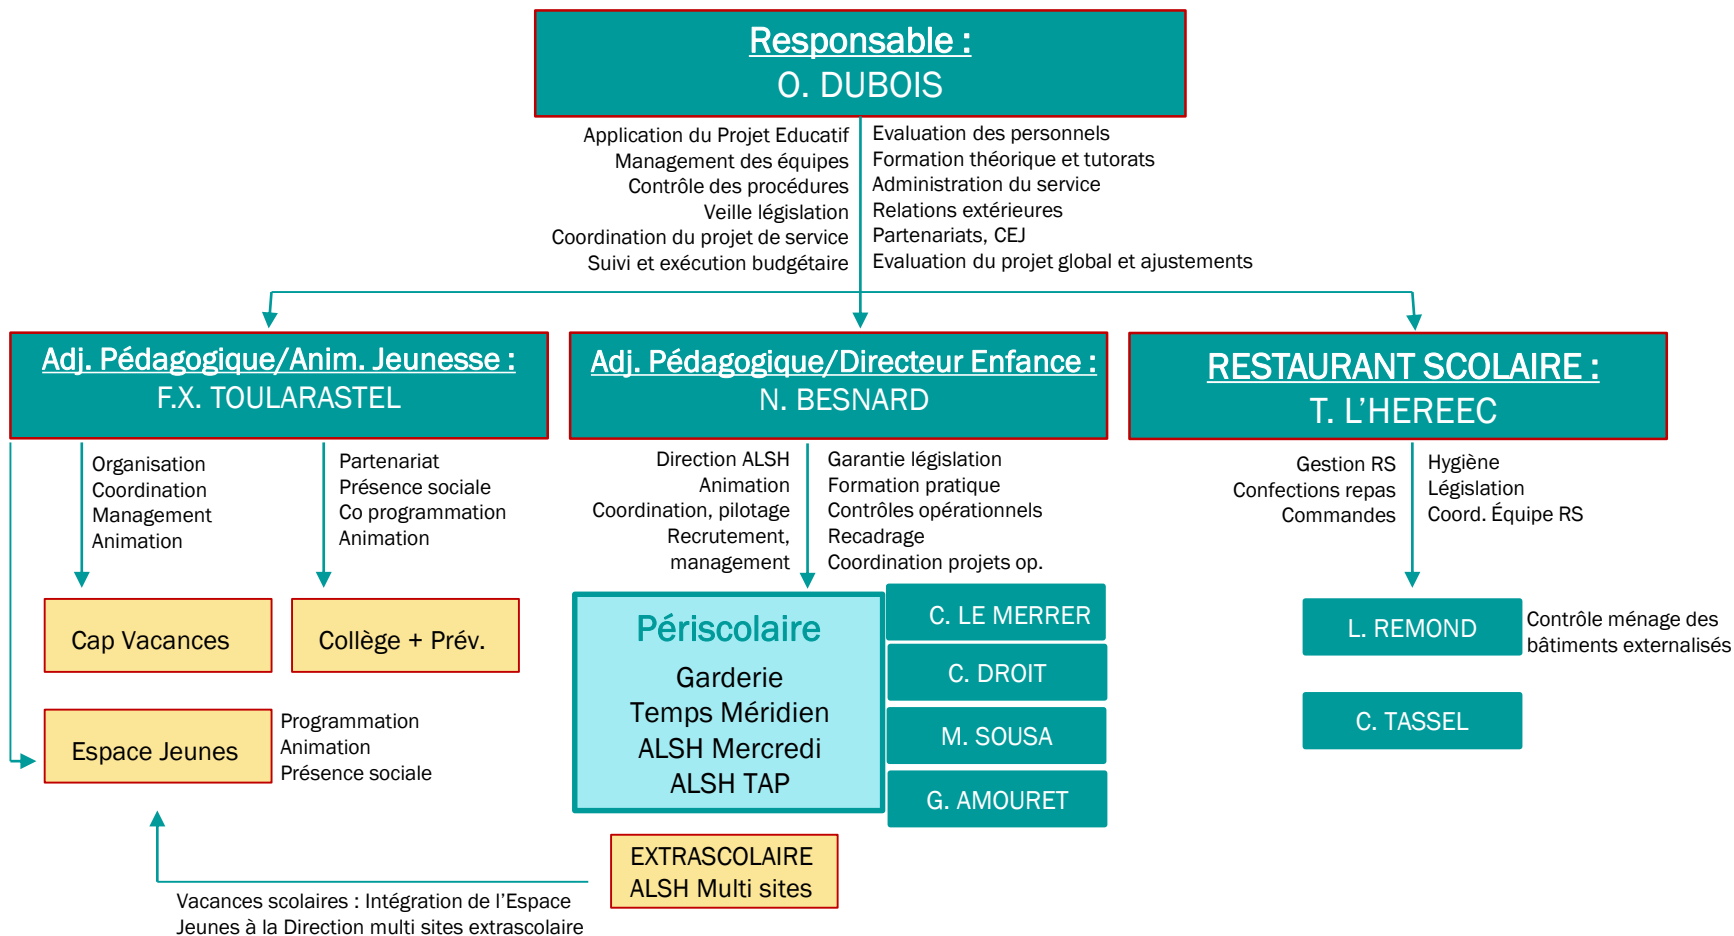 Responsable :
O. DUBOIS
Application du Projet Educatif
Management des équipes
Contrôle des procédures
Veille législation
Coordination du projet de service
Suivi et exécution budgétaire
Evaluation des personnels
Formation théorique et tutorats
Administration du service
Relations extérieures
Partenariats, CEJ
Evaluation du projet global et ajustements
Adj. Pédagogique/Anim. Jeunesse :
F.X. TOULARASTEL
Organisation
Coordination
Management
Animation
Partenariat
Présence sociale
Co programmation
Animation
Cap Vacances
Collège + Prév.
Espace Jeunes
Programmation
Animation
Présence sociale
Adj. Pédagogique/Directeur Enfance :
N. BESNARD
Direction ALSH
Animation
Coordination, pilotage
Recrutement,
management
Garantie législation
Formation pratique
Contrôles opérationnels
Recadrage
Coordination projets op.
Périscolaire
Garderie
Temps Méridien
ALSH Mercredi
ALSH TAP
C. LE MERRER
C. DROIT
M. SOUSA
G. AMOURET
EXTRASCOLAIRE
ALSH Multi sites
Vacances scolaires : Intégration de l’Espace
Jeunes à la Direction multi sites extrascolaire
RESTAURANT SCOLAIRE :
T. L’HEREEC
Gestion RS
Confections repas
Commandes
Hygiène
Législation
Coord. Équipe RS
L. REMOND
Contrôle ménage des
bâtiments externalisés
C. TASSEL